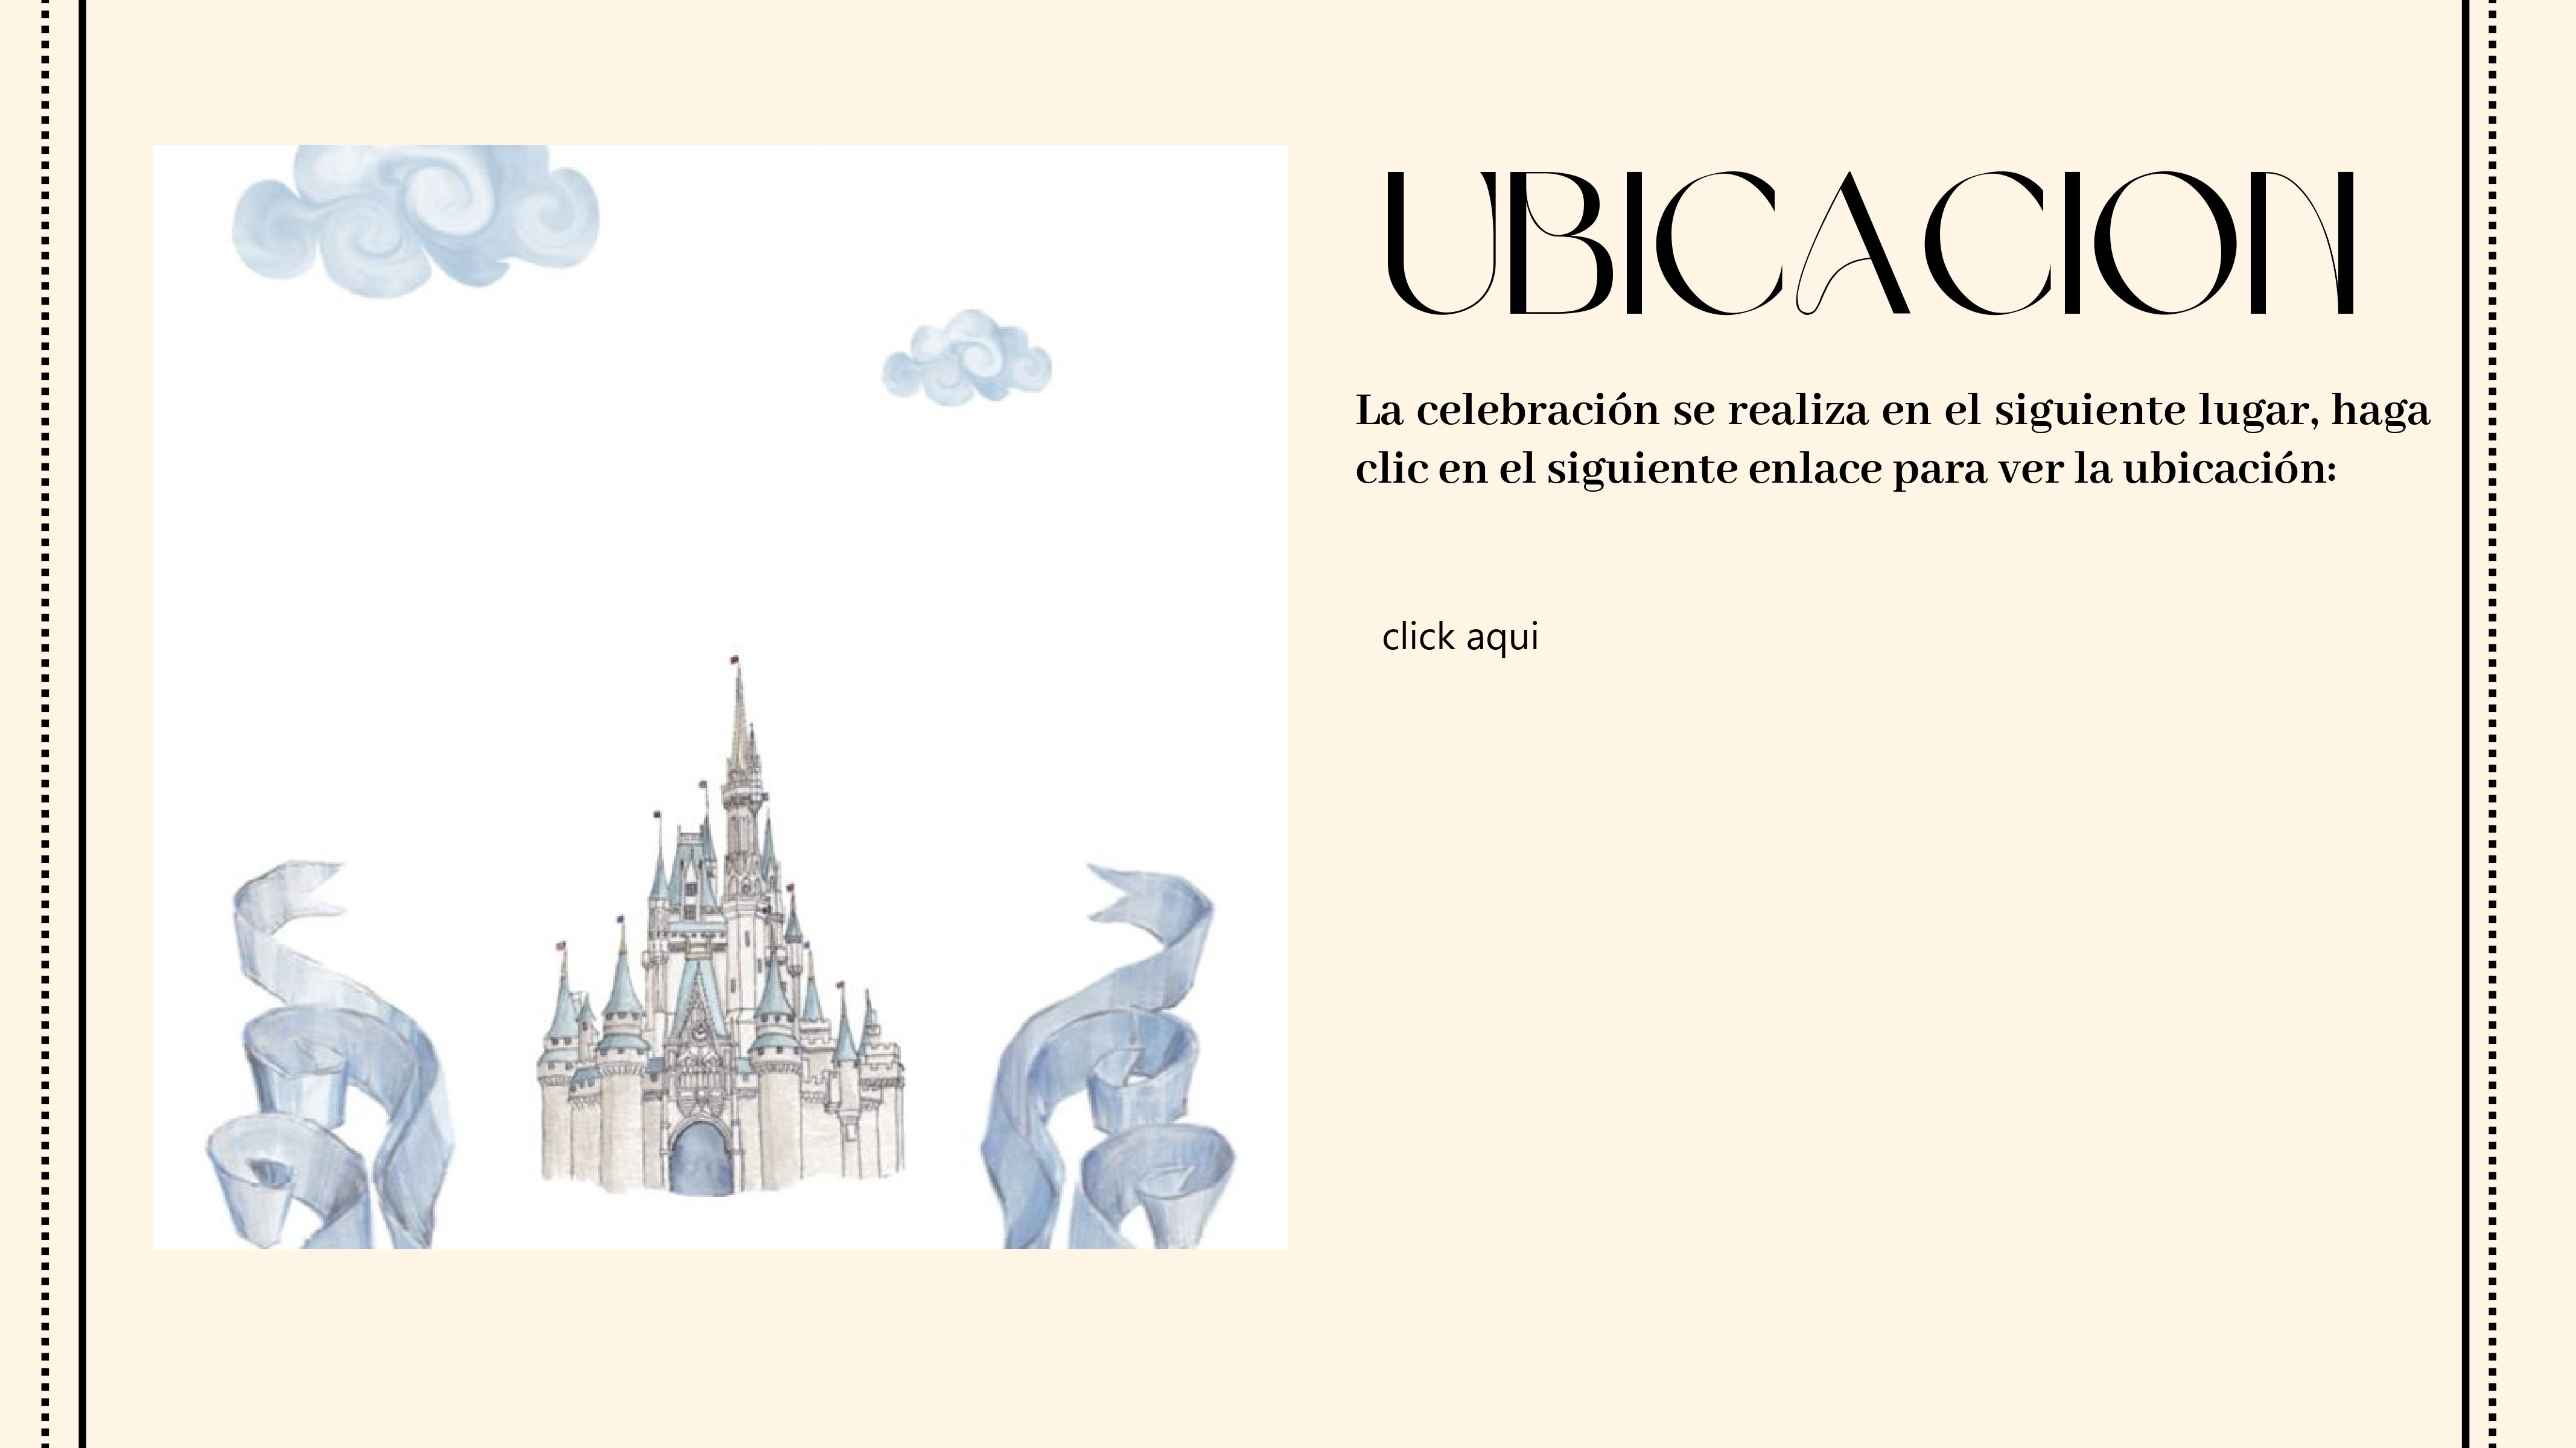 UBICACION
La celebración se realiza en el siguiente lugar, haga
clic en el siguiente enlace para ver la ubicación:
click aqui